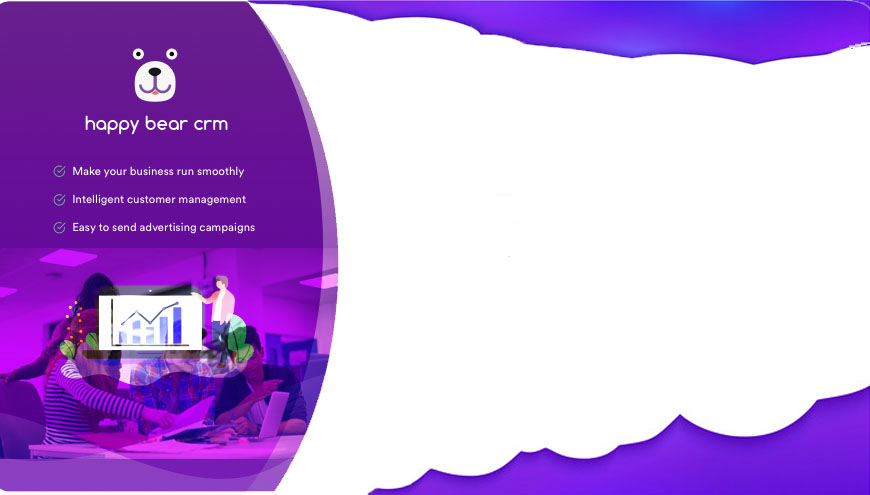 happy bear crm
Make your business run smoothly
Intelligent customer management
Easy to send advertising campaigns